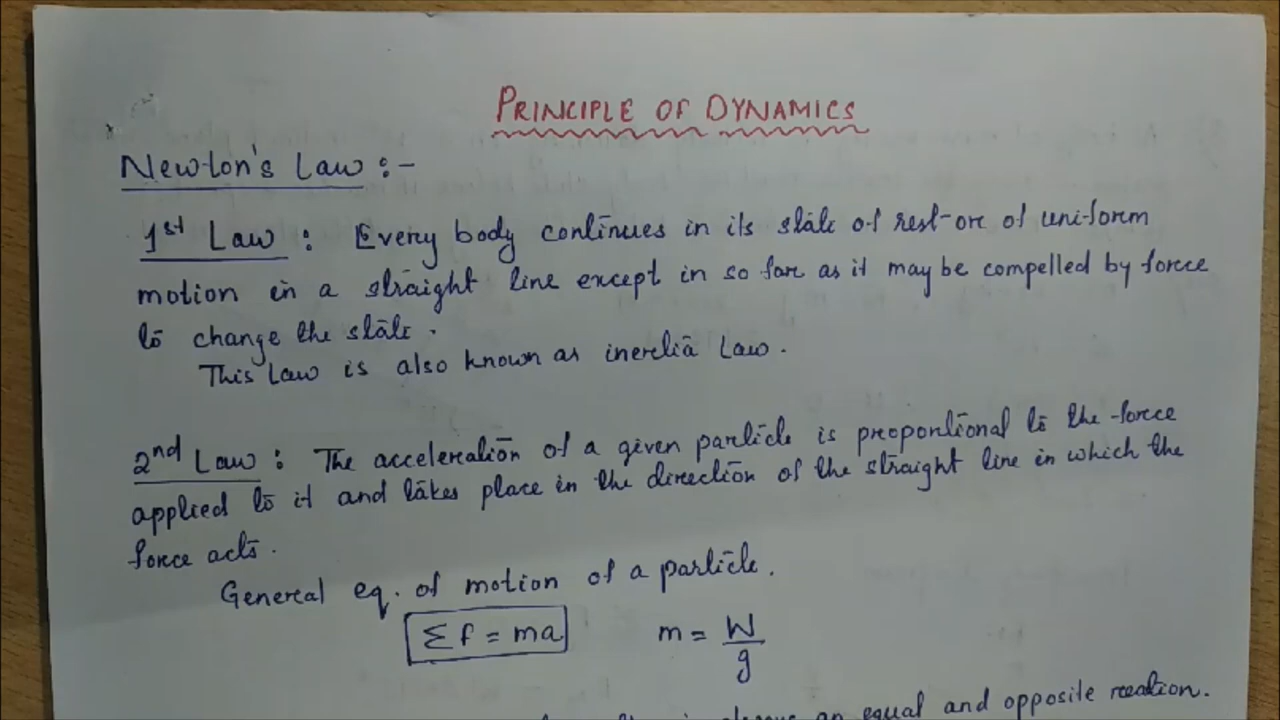 PRINCIPLE OF DYNAMICS
Newton's Law :-
1st Law : Every body continues in its state of rest or of uniform
motion in a straight line except in so far as it may be compelled by force
to change the state.
This Law is also known as inertia Law.
2nd Law : The acceleration of a given particle is proportional to the force
applied to it and takes place in the direction of the straight line in which the
force acts.
General eq. of motion of a particle.
Σf = ma m = W/g
an equal and opposite reaction.